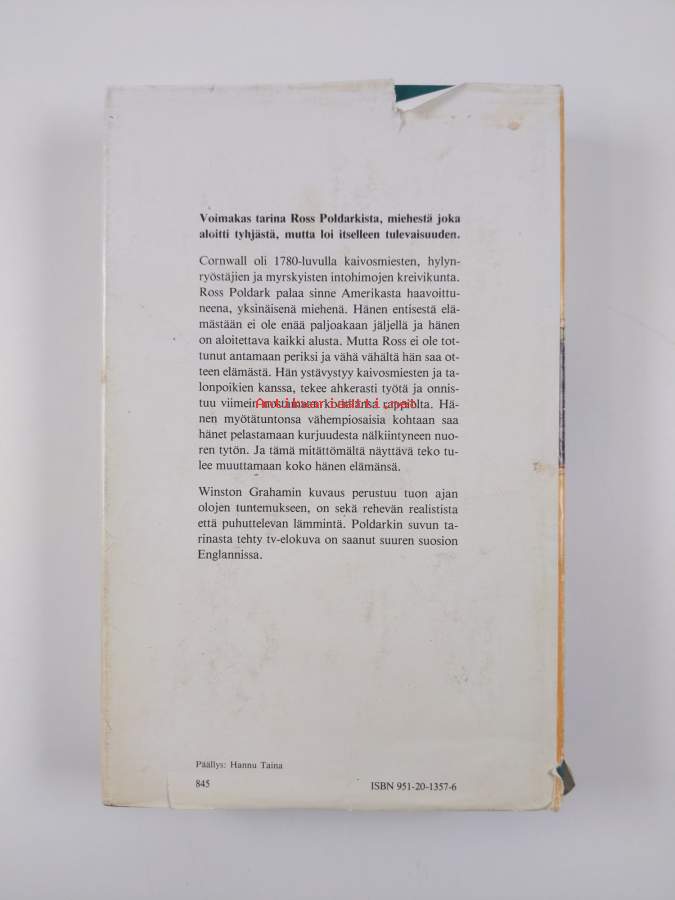 Voimakas tarina Ross Poldarkista, miehestä joka
aloitti tyhjästä, mutta loi itselleen tulevaisuuden.
Cornwall oli 1780-luvulla kaivosmiesten, hylyn-
ryöstäjien ja myrskyisten intohimojen kreivikunta.
Ross Poldark palaa sinne Amerikasta haavoittu-
neena, yksinäisenä miehenä. Hänen entisestä elä-
mästään ei ole enää paljoakaan jäljellä ja hänen
on aloitettava kaikki alusta. Mutta Ross ei ole tot-
tunut antamaan periksi ja vähä vähältä hän saa ot-
teen elämästä. Hän ystävystyy kaivosmiesten ja ta-
lonpoikien kanssa, tekee ahkerasti työtä ja onnis-
tuu viimein nostamaan kotitilansa rappiolta. Hä-
Antikvariaatti.net
nen myötätuntonsa vähempiosaisia kohtaan saa
hänet pelastamaan kurjuudesta nälkiintyneen nuo-
ren tytön. Ja tämä mitättömältä näyttävä teko tu-
lee muuttamaan koko hänen elämänsä.
Winston Grahamin kuvaus perustuu tuon ajan
olojen tuntemukseen, on sekä rehevän realistista
että puhuttelevan lämmintä. Poldarkin suvun ta-
rinasta tehty tv-elokuva on saanut suuren suosion
Englannissa.
Päällys: Hannu Taina
845
ISBN 951-20-1357-6